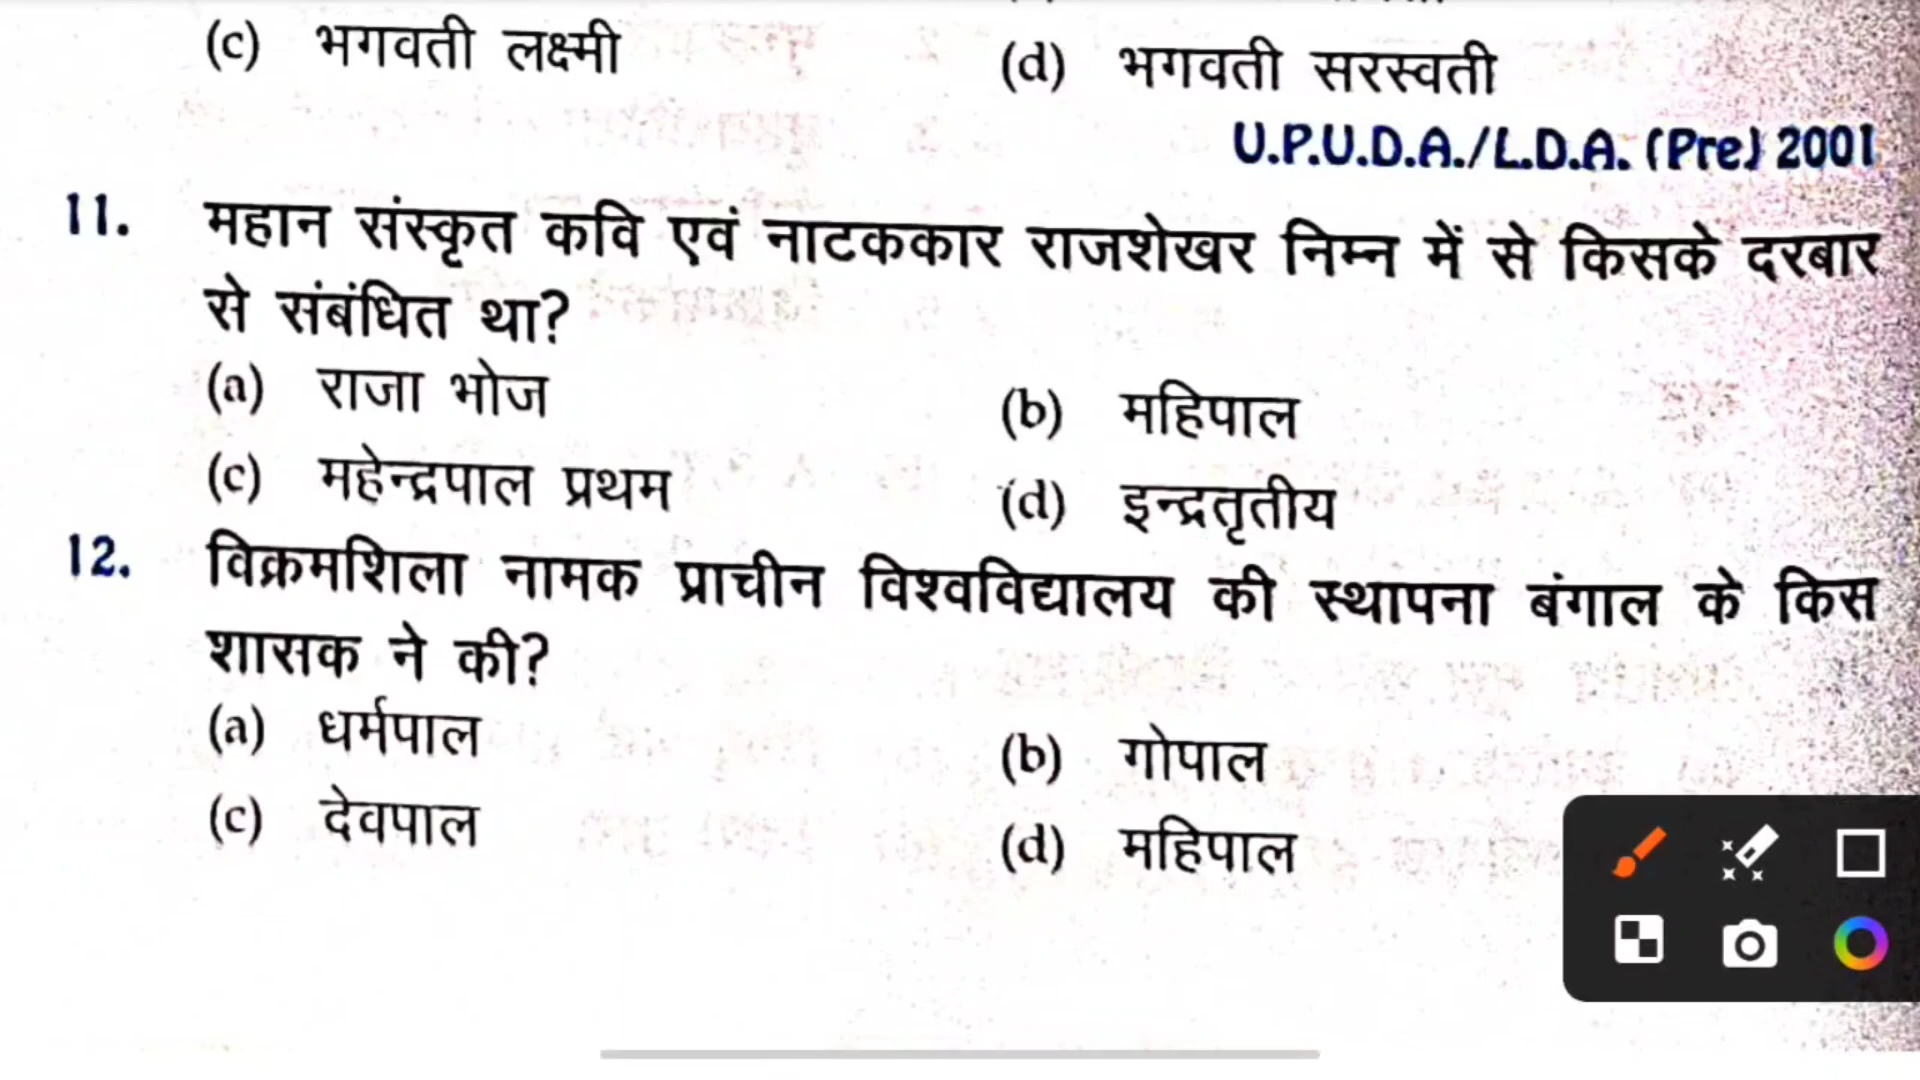 (c) भगवती लक्ष्मी (d) भगवती सरस्वती
U.P.U.D.A./L.D.A. (Pre) 2001
11. महान संस्कृत कवि एवं नाटककार राजशेखर निम्न में से किसके दरबार
से संबंधित था?
(a) राजा भोज (b) महिपाल
(c) महेन्द्रपाल प्रथम (d) इन्द्रतृतीय
12. विक्रमशिला नामक प्राचीन विश्वविद्यालय की स्थापना बंगाल के किस
शासक ने की?
(a) धर्मपाल (b) गोपाल
(c) देवपाल (d) महिपाल